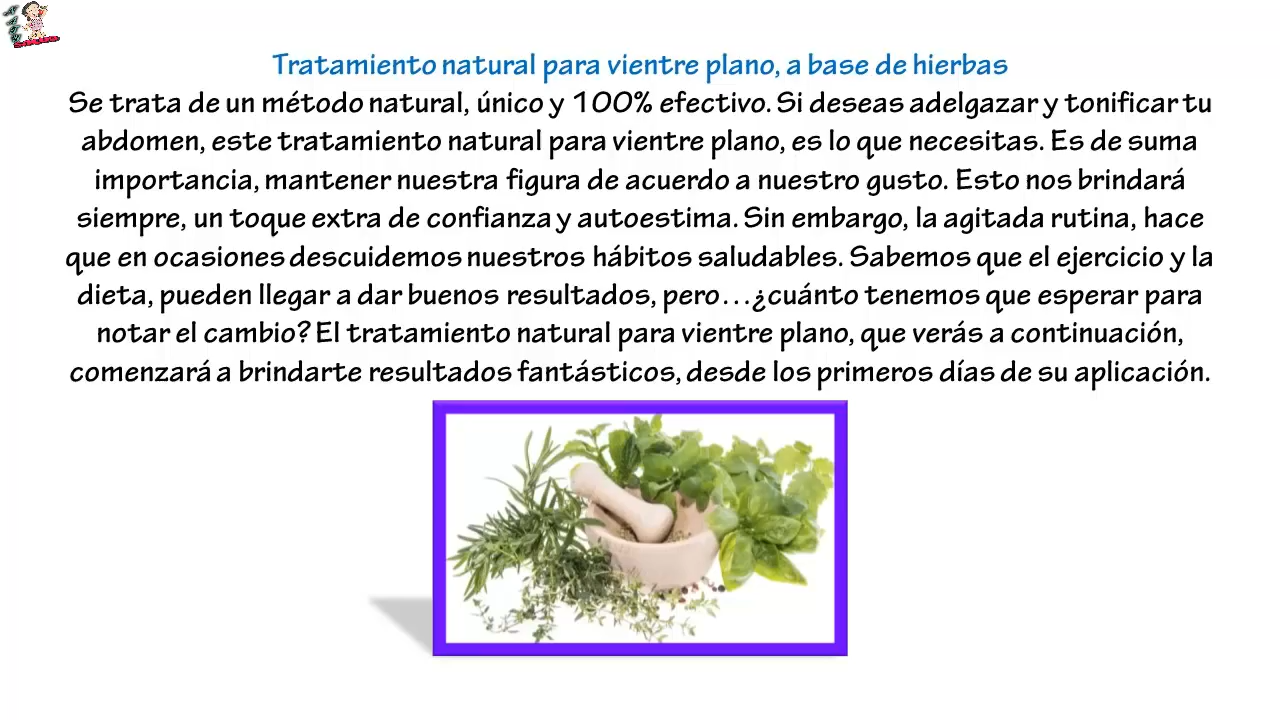 Tratamiento natural para vientre plano, a base de hierbas
Se trata de un método natural, único y 100% efectivo. Si deseas adelgazar y tonificar tu
abdomen, este tratamiento natural para vientre plano, es lo que necesitas. Es de suma
importancia, mantener nuestra figura de acuerdo a nuestro gusto. Esto nos brindará
siempre, un toque extra de confianza y autoestima. Sin embargo, la agitada rutina, hace
que en ocasiones descuidemos nuestros hábitos saludables. Sabemos que el ejercicio y la
dieta, pueden llegar a dar buenos resultados, pero...¿cuánto tenemos que esperar para
notar el cambio? El tratamiento natural para vientre plano, que verás a continuación,
comenzará a brindarte resultados fantásticos, desde los primeros días de su aplicación.